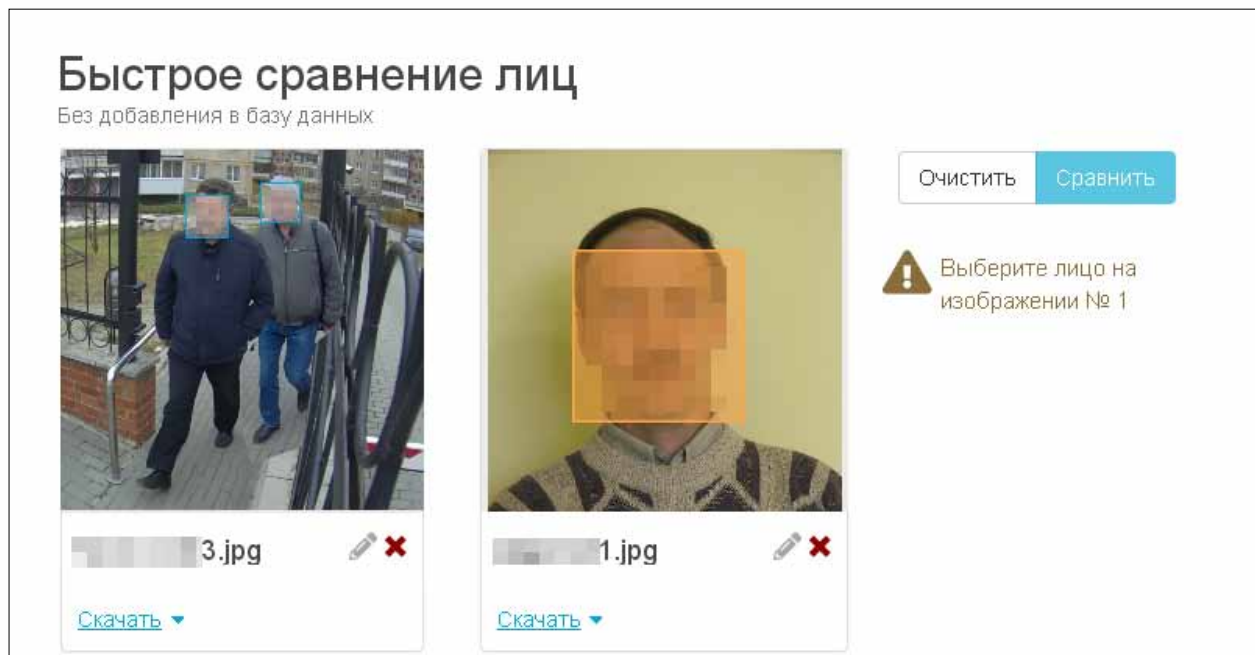 Быстрое сравнение лиц
Без добавления в базу данных
Очистить
Сравнить
Выберите лицо на
изображении № 1
3.jpg
1.jpg
Скачать
Скачать